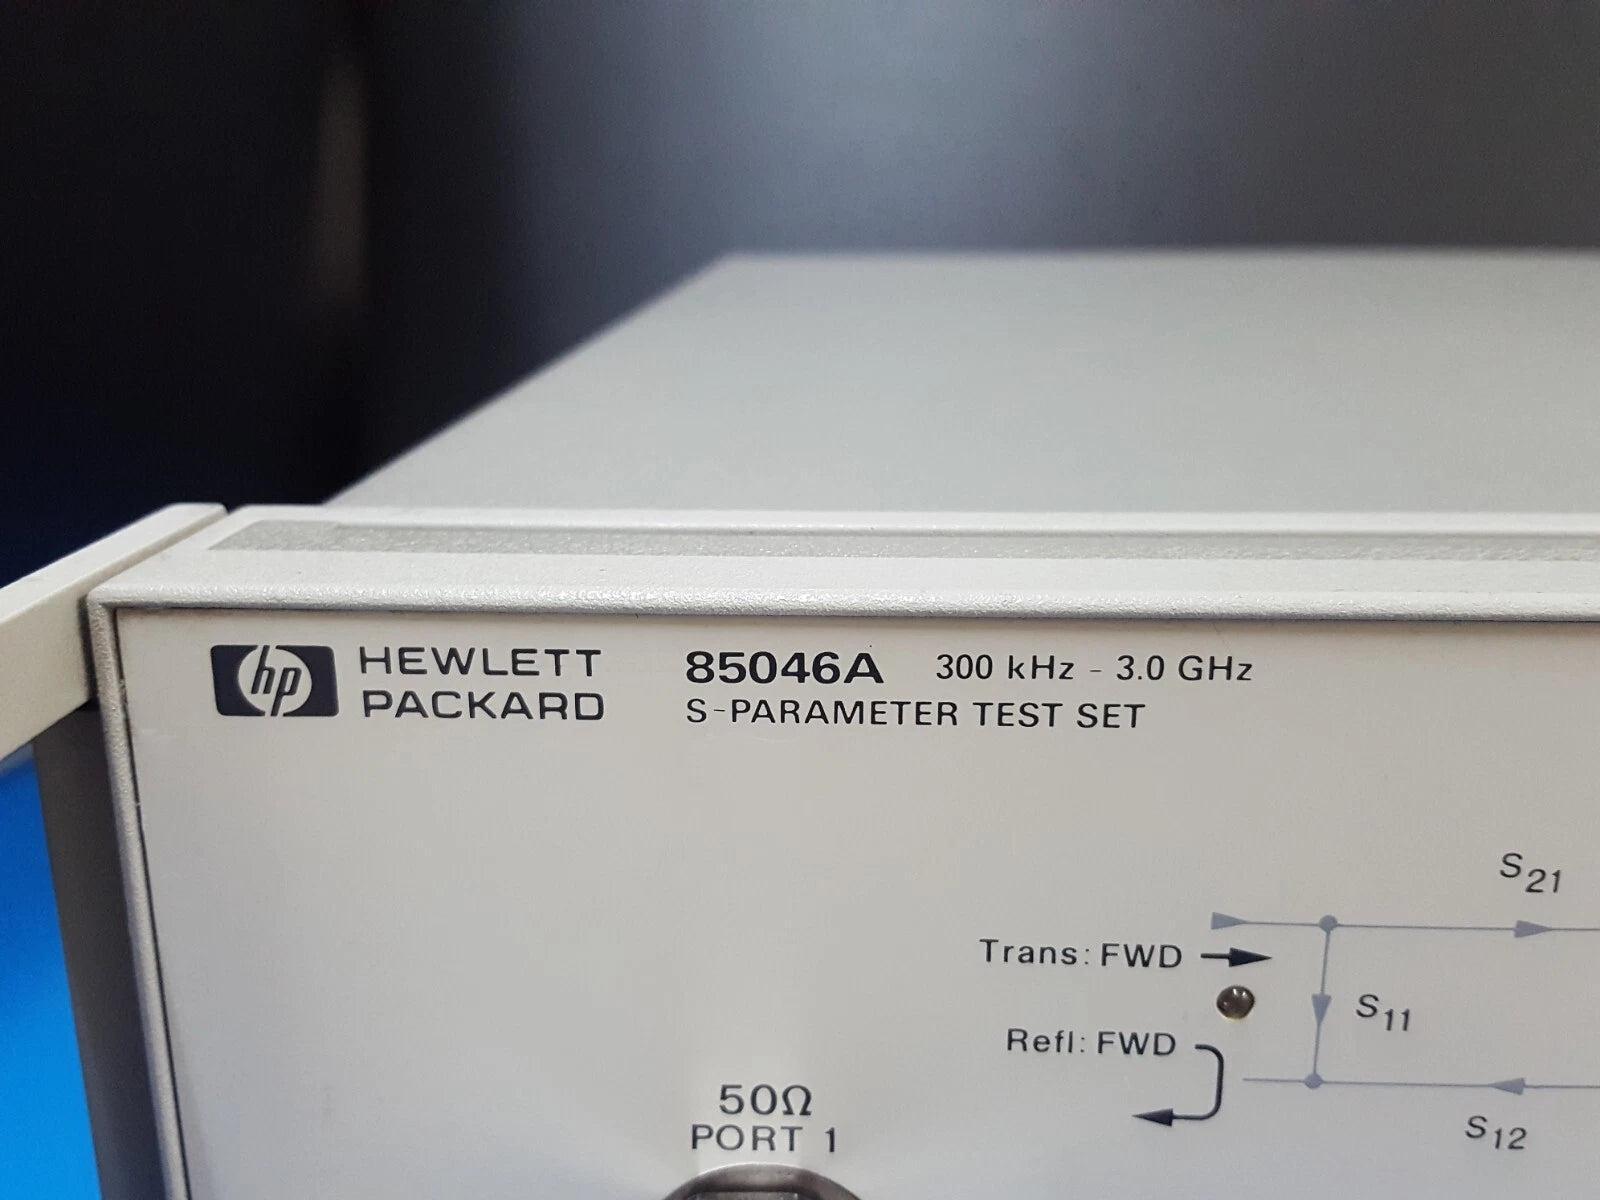 hp HEWLETT
PACKARD
85046A 300 kHz - 3.0 GHz
S-PARAMETER TEST SET
S21
Trans: FWD
S11
Refl: FWD
50Ω
PORT 1
S12